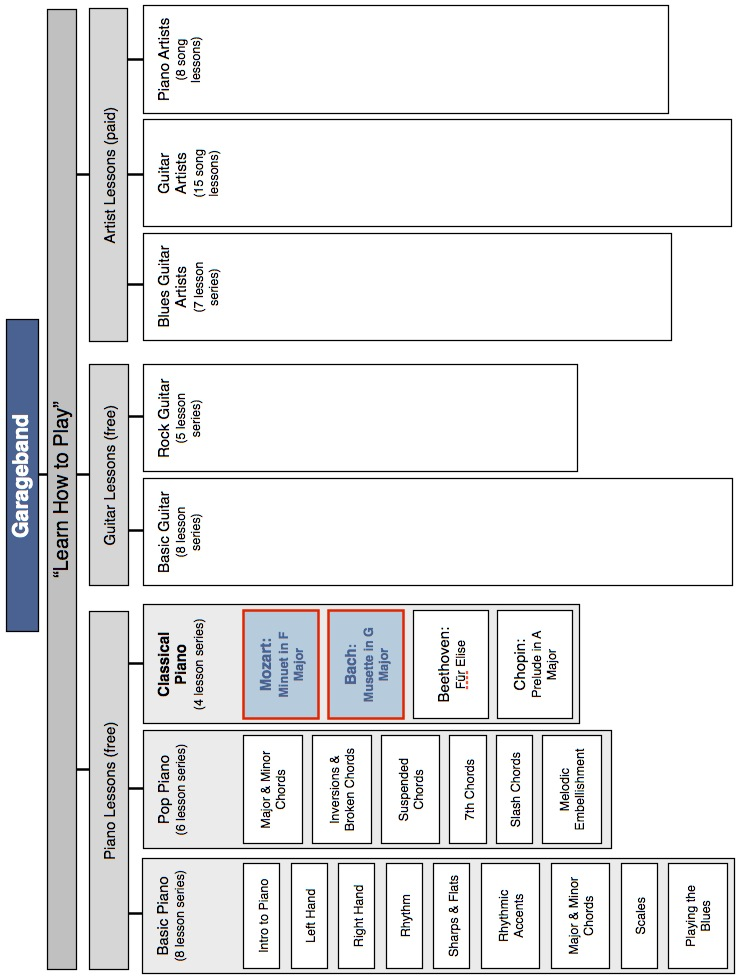 Garageband
“Learn How to Play”
Piano Lessons (free)
Guitar Lessons (free)
Artist Lessons (paid)
Basic Piano
(8 lesson series)
Intro to Piano
Left Hand
Right Hand
Rhythm
Sharps & Flats
Rhythmic
Accents
Major & Minor
Chords
Scales
Playing the
Blues
Pop Piano
(6 lesson series)
Major & Minor
Chords
Inversions &
Broken Chords
Suspended
Chords
7th Chords
Slash Chords
Melodic
Embellishment
Classical
Piano
(4 lesson series)
Mozart:
Minuet in F
Major
Bach:
Musette in G
Major
Beethoven:
Für Elise
Chopin:
Prelude in A
Major
Basic Guitar
(8 lesson
series)
Rock Guitar
(5 lesson
series)
Blues Guitar
Artists
(7 lesson
series)
Guitar
Artists
(15 song
lessons)
Piano Artists
(8 song
lessons)